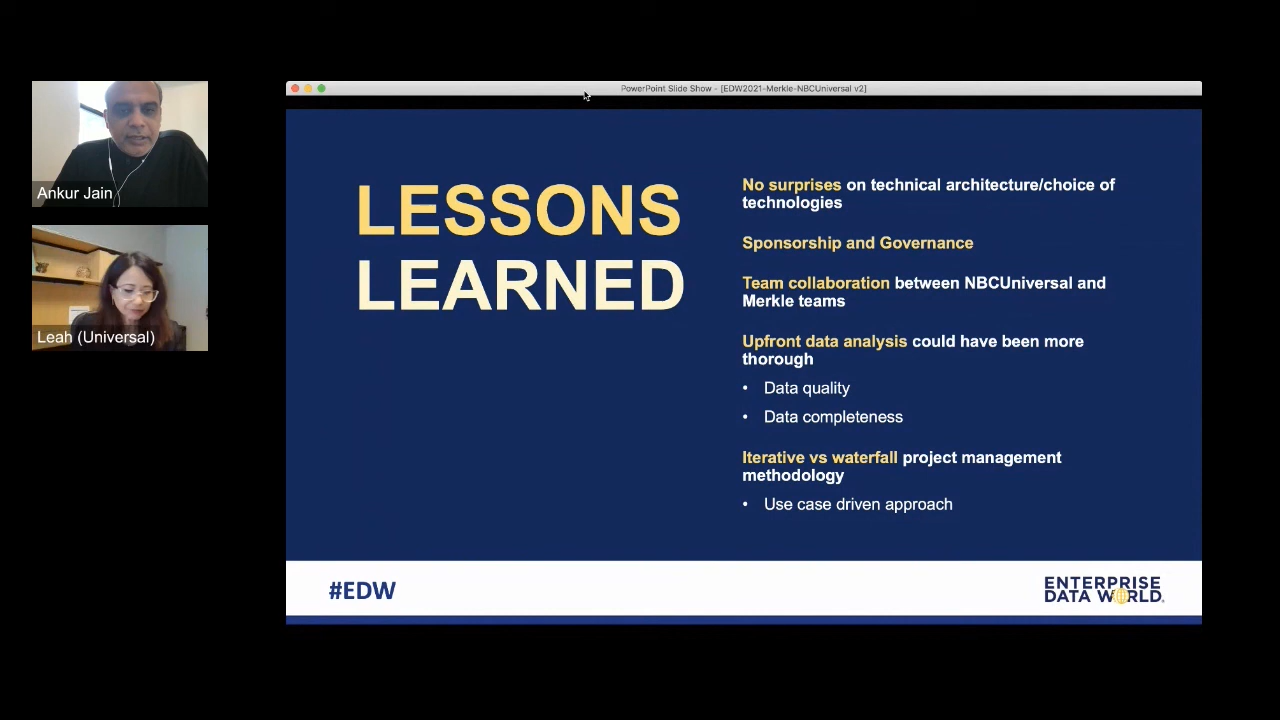 PowerPoint Slide Show - [EDW2021-Merkle-NBCUniversal v2]
Ankur Jain
Leah (Universal)
LESSONS
LEARNED
No surprises on technical architecture/choice of
technologies
Sponsorship and Governance
Team collaboration between NBCUniversal and
Merkle teams
Upfront data analysis could have been more
thorough
• Data quality
• Data completeness
Iterative vs waterfall project management
methodology
• Use case driven approach
#EDW
ENTERPRISE
DATA WORLD